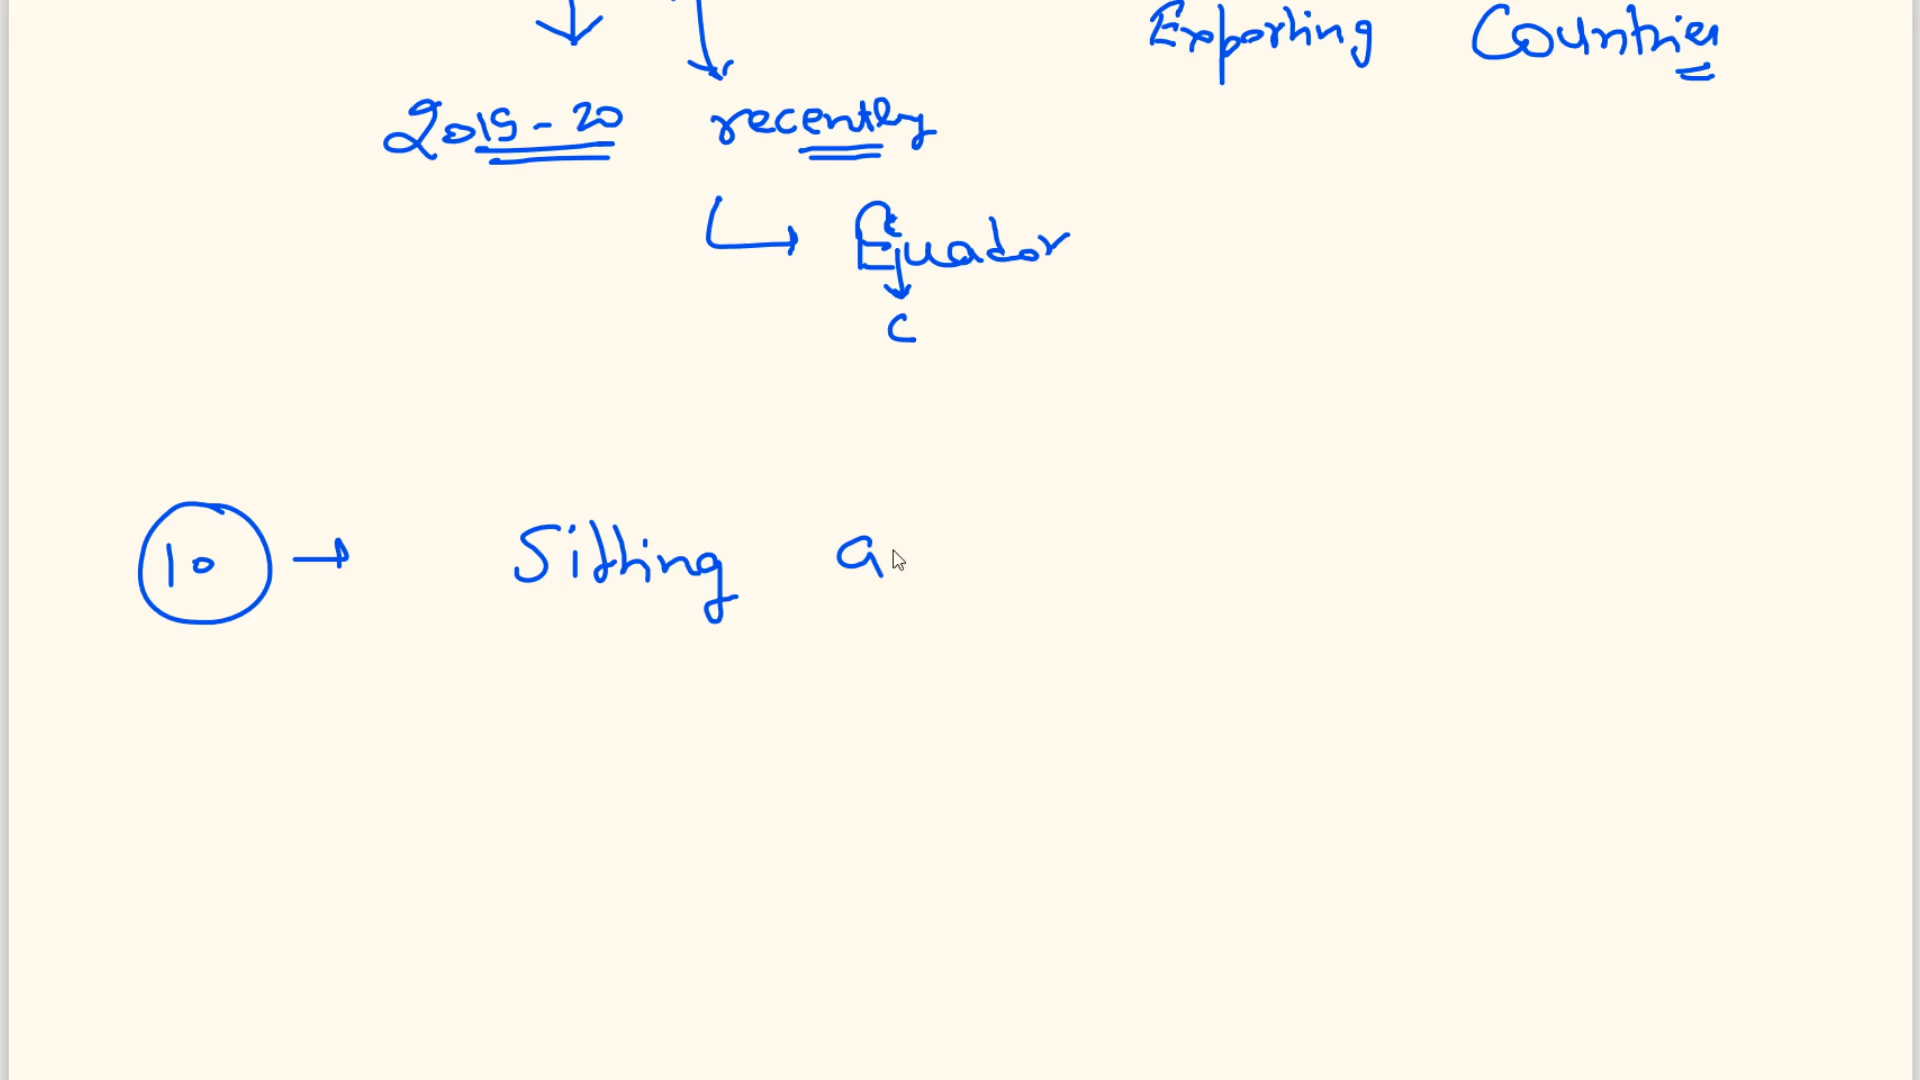 Exporting Countries
2019-20 recently
↳ Equador
↓
c
10 → Sitting a